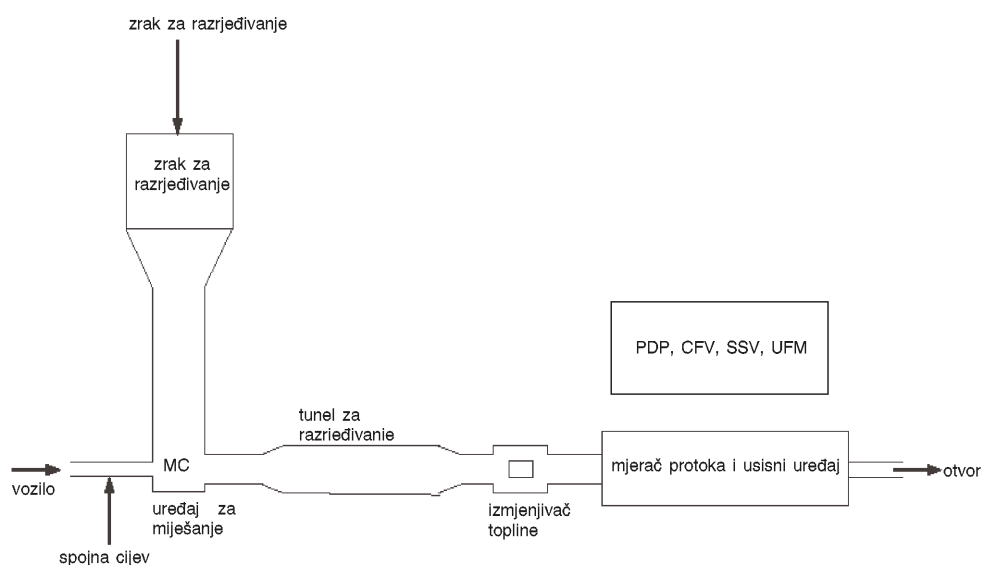 zrak za razrjeđivanje
zrak za
razrjeđivanje
PDP, CFV, SSV, UFM
tunel za
razrieđivanie
MC
mjerač protoka i usisni uređaj
otvor
vozilo
uređaj za
miješanje
izmjenjivač
topline
spojna cijev